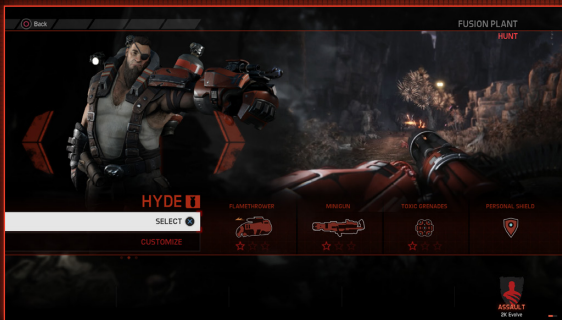 Back
FUSION PLANT
HUNT
HYDE
SELECT
CUSTOMIZE
FLAMETHROWER
MINIGUN
TOXIC GRENADES
PERSONAL SHIELD
ASSAULT
2K Evolve